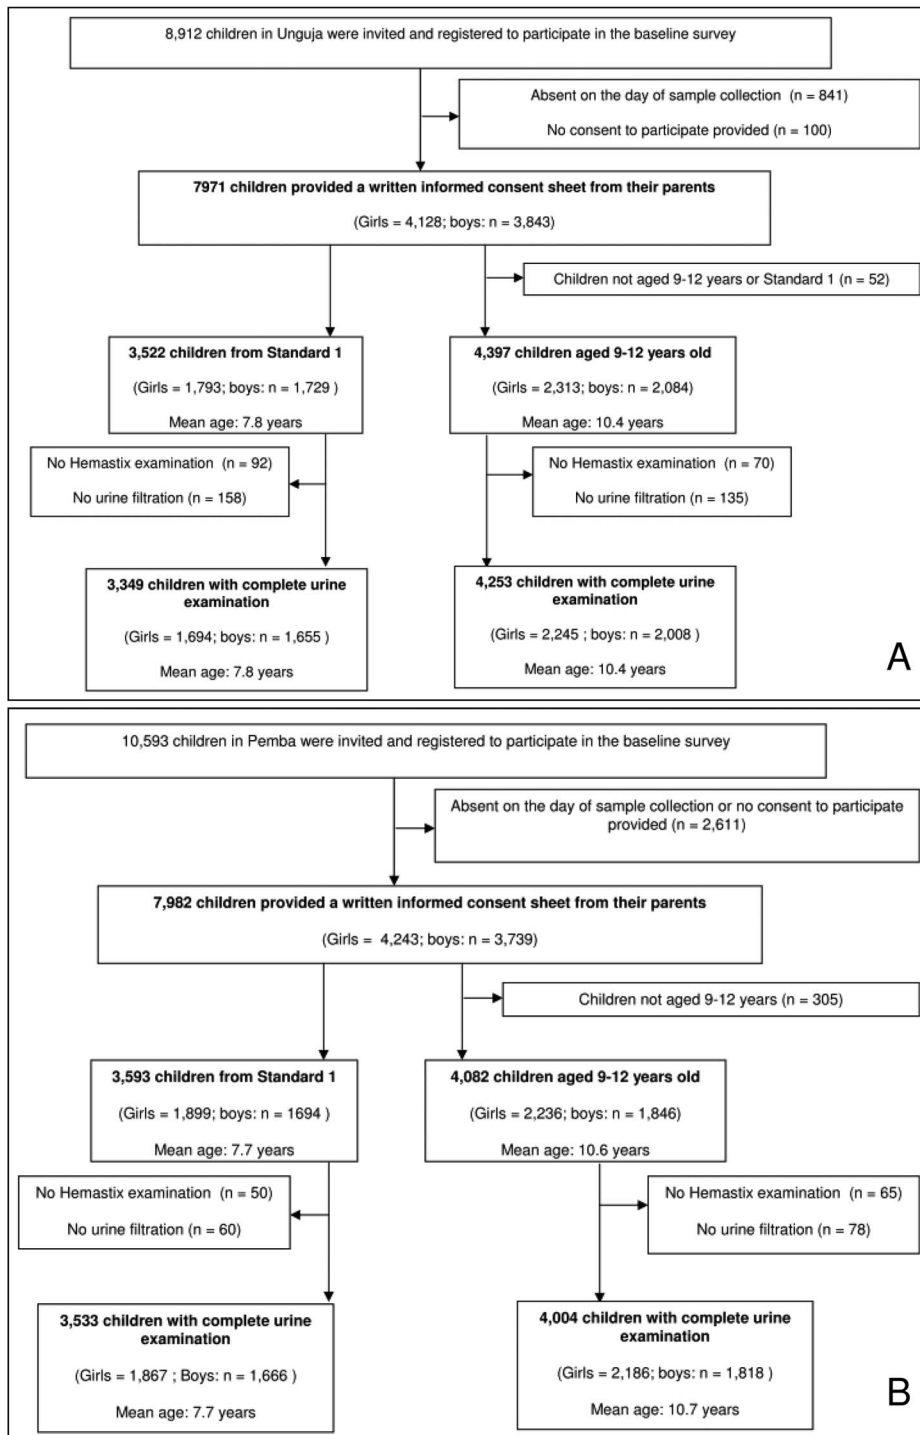 8,912 children in Unguja were invited and registered to participate in the baseline survey
Absent on the day of sample collection (n = 841)
No consent to participate provided (n = 100)
7971 children provided a written informed consent sheet from their parents
(Girls = 4,128; boys: n = 3,843)
Children not aged 9-12 years or Standard 1 (n = 52)
3,522 children from Standard 1
(Girls = 1,793; boys: n = 1,729 )
Mean age: 7.8 years
4,397 children aged 9-12 years old
(Girls = 2,313; boys: n = 2,084)
Mean age: 10.4 years
No Hemastix examination (n = 92)
No urine filtration (n = 158)
No Hemastix examination (n = 70)
No urine filtration (n = 135)
3,349 children with complete urine
examination
(Girls = 1,694; boys: n = 1,655 )
Mean age: 7.8 years
4,253 children with complete urine
examination
(Girls = 2,245 ; boys: n = 2,008 )
Mean age: 10.4 years
A
10,593 children in Pemba were invited and registered to participate in the baseline survey
Absent on the day of sample collection or no consent to participate
provided (n = 2,611)
7,982 children provided a written informed consent sheet from their parents
(Girls = 4,243; boys: n = 3,739)
Children not aged 9-12 years (n = 305)
3,593 children from Standard 1
(Girls = 1,899; boys: n = 1694 )
Mean age: 7.7 years
4,082 children aged 9-12 years old
(Girls = 2,236; boys: n = 1,846)
Mean age: 10.6 years
No Hemastix examination (n = 50)
No urine filtration (n = 60)
No Hemastix examination (n = 65)
No urine filtration (n = 78)
3,533 children with complete urine
examination
(Girls = 1,867 ; Boys: n = 1,666 )
Mean age: 7.7 years
4,004 children with complete urine
examination
(Girls = 2,186; boys: n = 1,818 )
Mean age: 10.7 years
B